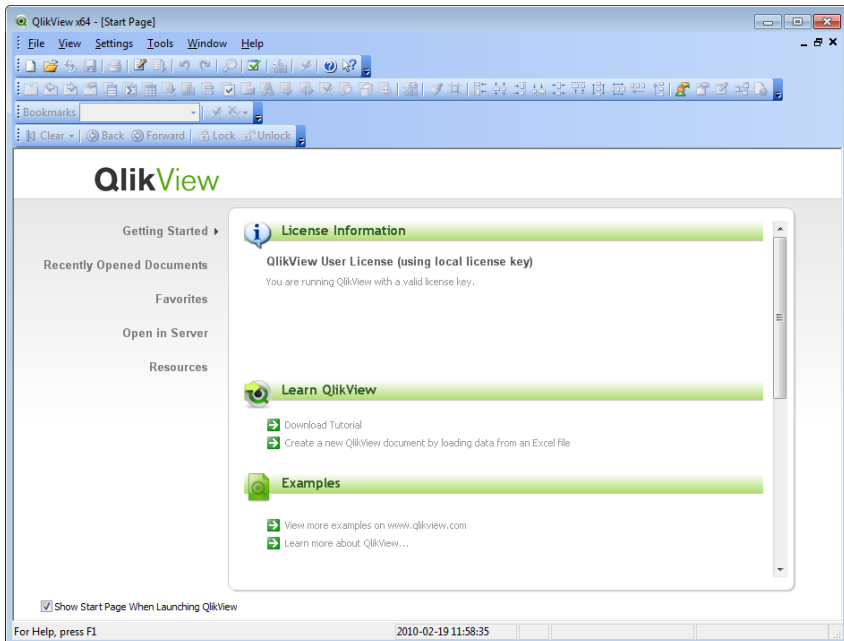 QlikView x64 - [Start Page]
File View Settings Tools Window Help
Bookmarks
Clear Back Forward Lock Unlock
QlikView
Getting Started
Recently Opened Documents
Favorites
Open in Server
Resources
License Information
QlikView User License (using local license key)
You are running QlikView with a valid license key.
Learn QlikView
Download Tutorial
Create a new QlikView document by loading data from an Excel file
Examples
View more examples on www.qlikview.com
Learn more about QlikView...
Show Start Page When Launching QlikView
For Help, press F1 2010-02-19 11:58:35